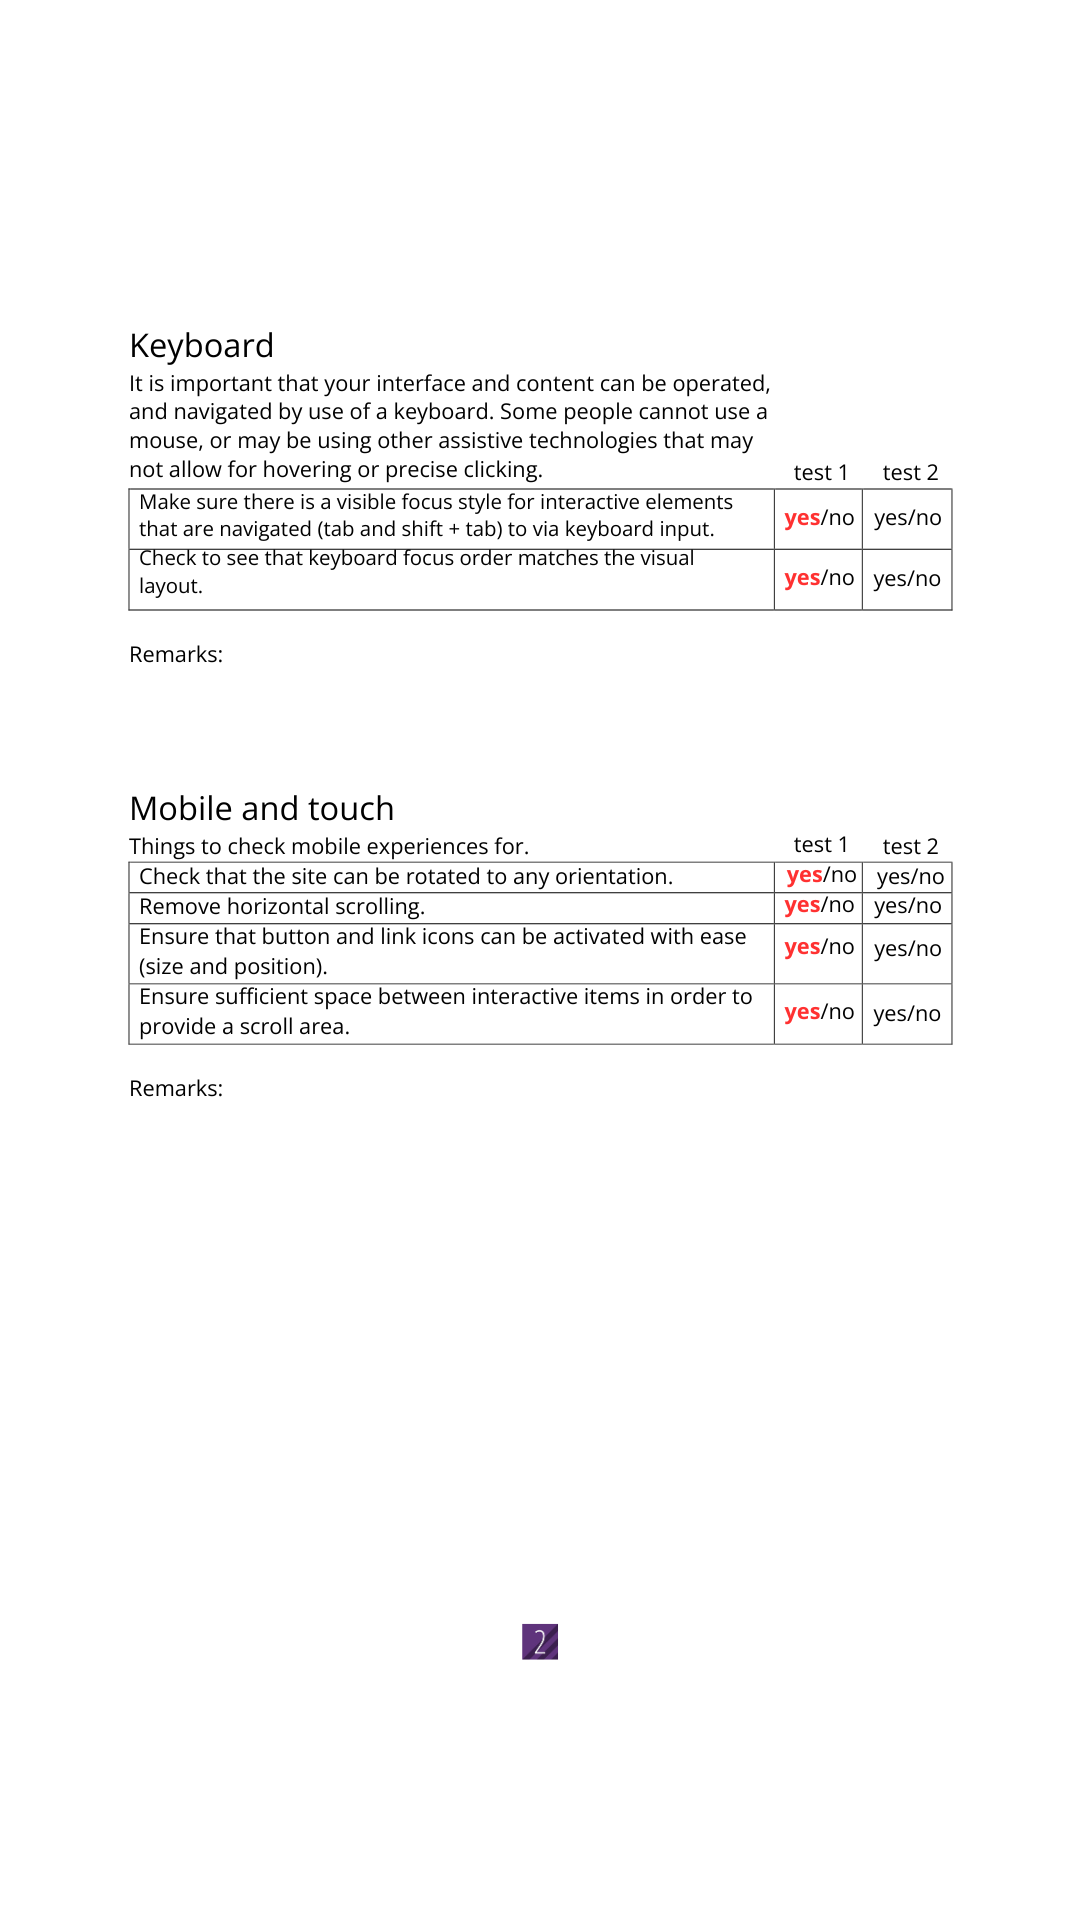 Keyboard
It is important that your interface and content can be operated,
and navigated by use of a keyboard. Some people cannot use a
mouse, or may be using other assistive technologies that may
not allow for hovering or precise clicking.
test 1 test 2
Make sure there is a visible focus style for interactive elements
that are navigated (tab and shift + tab) to via keyboard input.
yes/no yes/no
Check to see that keyboard focus order matches the visual
layout.
yes/no yes/no
Remarks:
Mobile and touch
Things to check mobile experiences for. test 1 test 2
Check that the site can be rotated to any orientation. yes/no yes/no
Remove horizontal scrolling. yes/no yes/no
Ensure that button and link icons can be activated with ease
(size and position).
yes/no yes/no
Ensure sufficient space between interactive items in order to
provide a scroll area.
yes/no yes/no
Remarks:
2